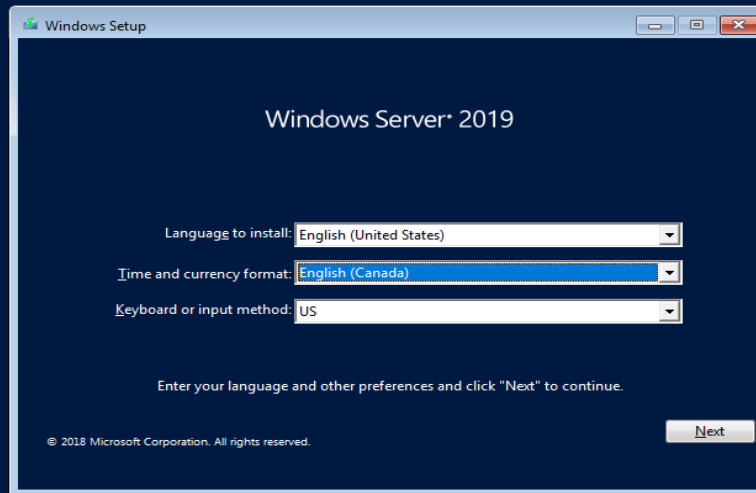 Windows Setup
Windows Server• 2019
Language to install: English (United States)
Time and currency format: English (Canada)
Keyboard or input method: US
Enter your language and other preferences and click "Next" to continue.
Next
© 2018 Microsoft Corporation. All rights reserved.